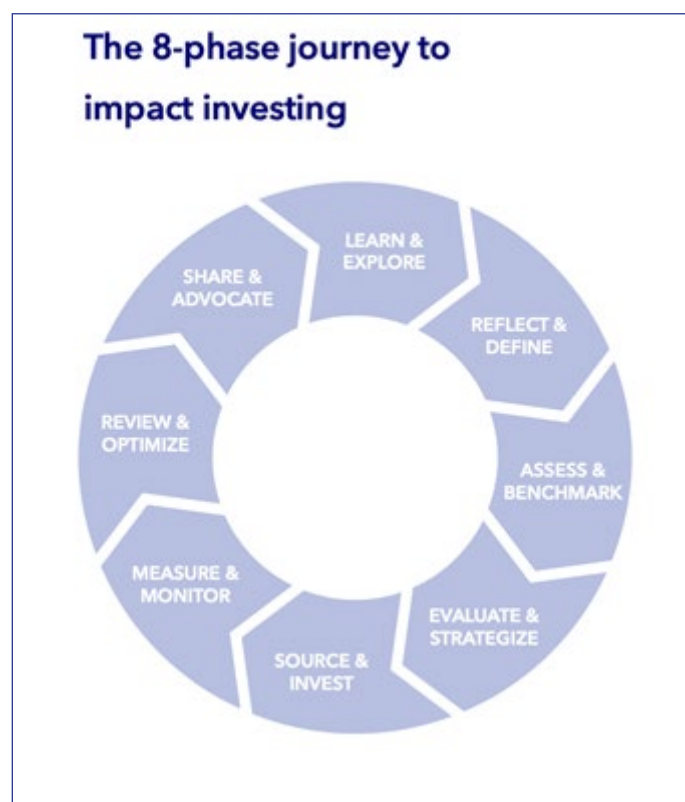 The 8-phase journey to
impact investing
LEARN &
EXPLORE
REFLECT &
DEFINE
ASSESS &
BENCHMARK
EVALUATE &
STRATEGIZE
SOURCE &
INVEST
MEASURE &
MONITOR
REVIEW &
OPTIMIZE
SHARE &
ADVOCATE